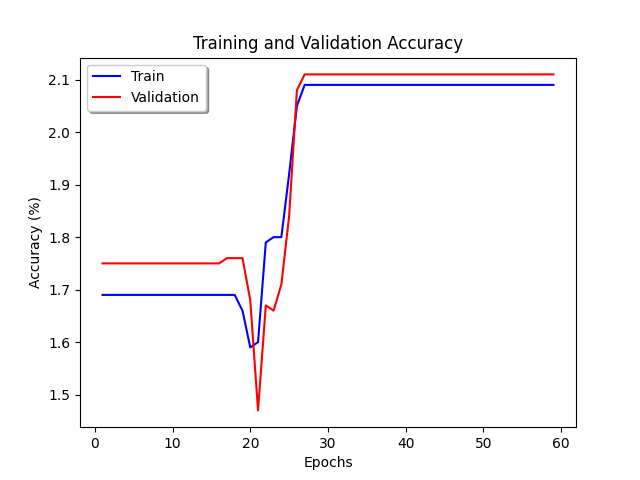 Training and Validation Accuracy
Train
Validation
2.1
2.0
1.9
1.8
1.7
1.6
1.5
Accuracy (%)
0 10 20 30 40 50 60
Epochs